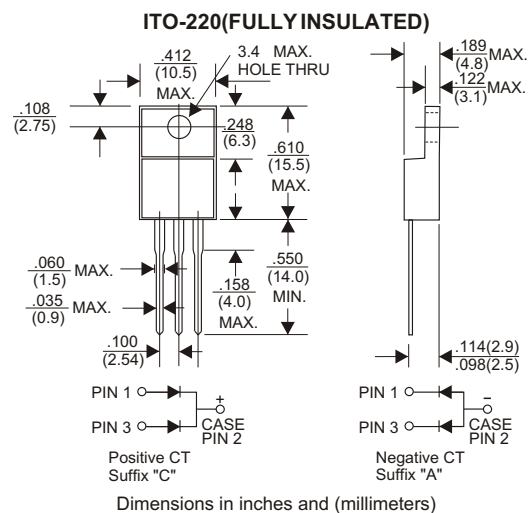 ITO-220(FULLY INSULATED)
.412
(10.5)
MAX.
3.4 MAX.
HOLE THRU
.189
(4.8)
MAX.
.122
(3.1)
MAX.
.108
(2.75)
.248
(6.3)
.610
(15.5)
MAX.
.060
(1.5)
MAX.
.158
(4.0)
MAX.
.550
(14.0)
MIN.
.035
(0.9)
MAX.
.100
(2.54)
.114(2.9)
.098(2.5)
PIN 1
+
PIN 3
CASE
PIN 2
Positive CT
Suffix "C"
PIN 1
−
PIN 3
CASE
PIN 2
Negative CT
Suffix "A"
Dimensions in inches and (millimeters)